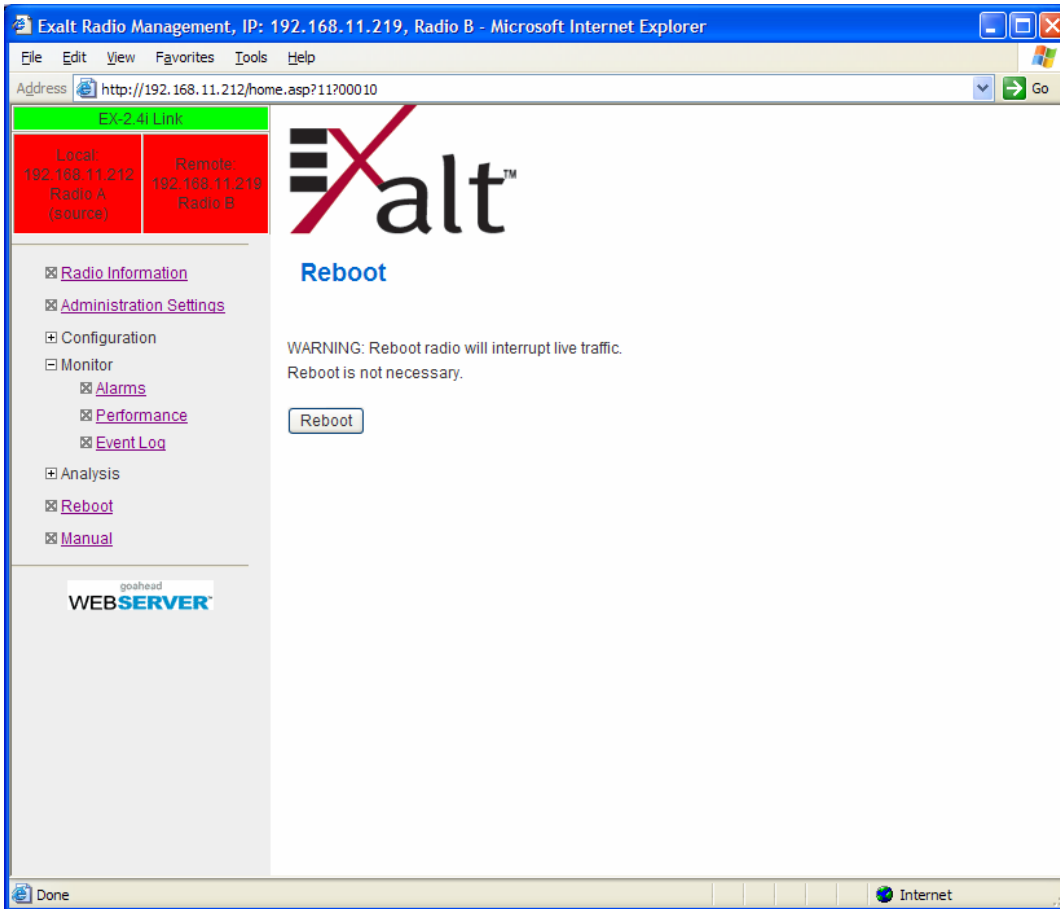 Exalt Radio Management, IP: 192.168.11.219, Radio B - Microsoft Internet Explorer
File Edit View Favorites Tools Help
Address http://192.168.11.212/home.asp?11?00010 Go
EX-2.4i Link
Local:
192.168.11.212
Radio A
(source)
Remote:
192.168.11.219
Radio B
Radio Information
Administration Settings
Configuration
Monitor
Alarms
Performance
Event Log
Analysis
Reboot
Manual
goahead
WEBSERVER™
EXalt™
Reboot
WARNING: Reboot radio will interrupt live traffic.
Reboot is not necessary.
Reboot
Done
Internet